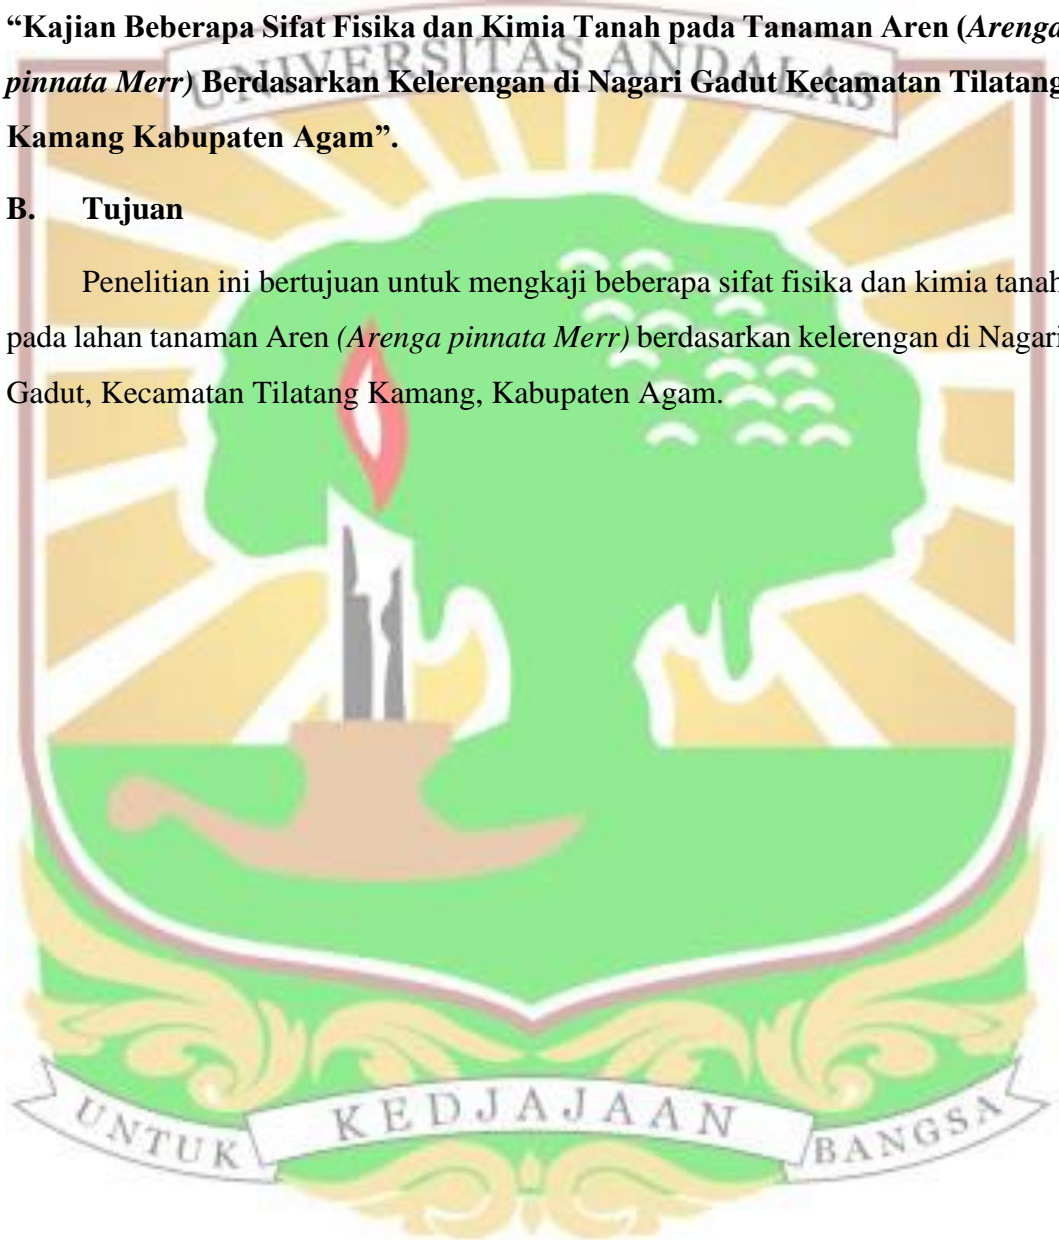 “Kajian Beberapa Sifat Fisika dan Kimia Tanah pada Tanaman Aren (Arenga
pinnata Merr) Berdasarkan Kelerengan di Nagari Gadut Kecamatan Tilatang
Kamang Kabupaten Agam”.
UNIVERSITAS ANDALAS
B. Tujuan
Penelitian ini bertujuan untuk mengkaji beberapa sifat fisika dan kimia tanah
pada lahan tanaman Aren (Arenga pinnata Merr) berdasarkan kelerengan di Nagari
Gadut, Kecamatan Tilatang Kamang, Kabupaten Agam.
UNTUK KEDJAJAAN BANGSA